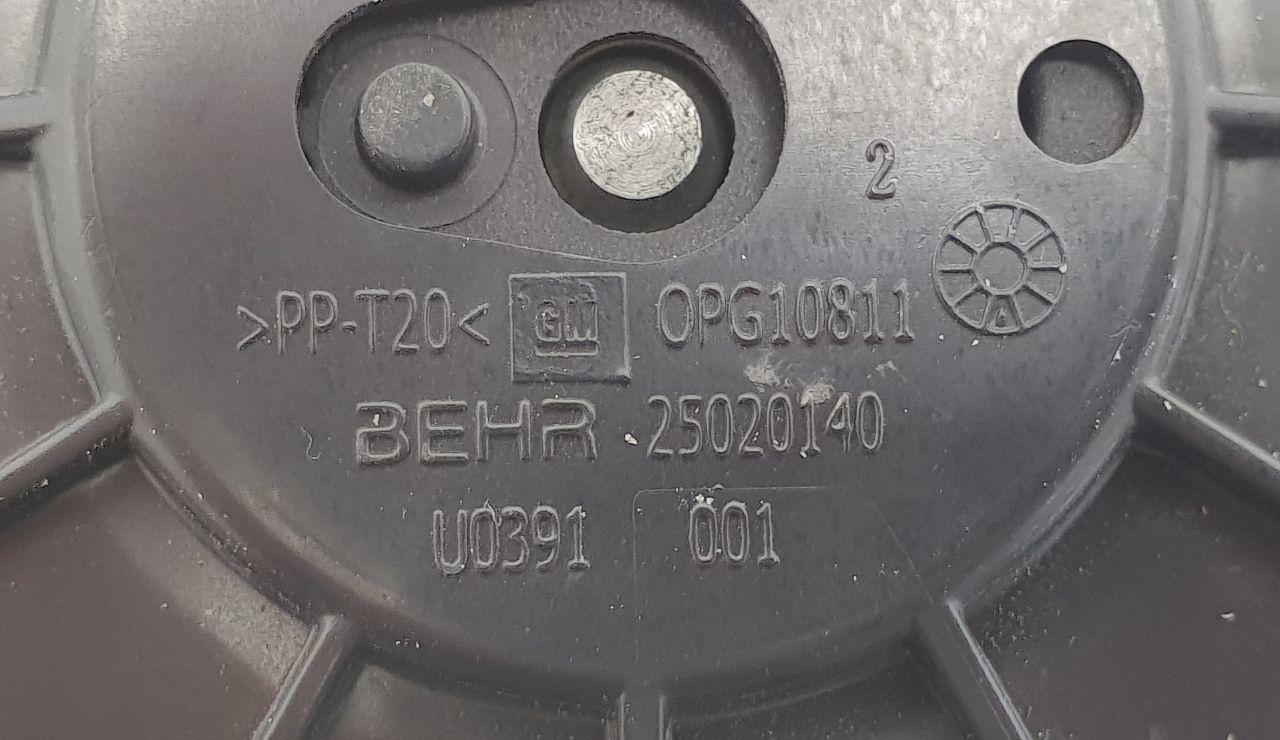 2
>PP-T20< GM OPG10811
BEHR 25020140
U0391 001